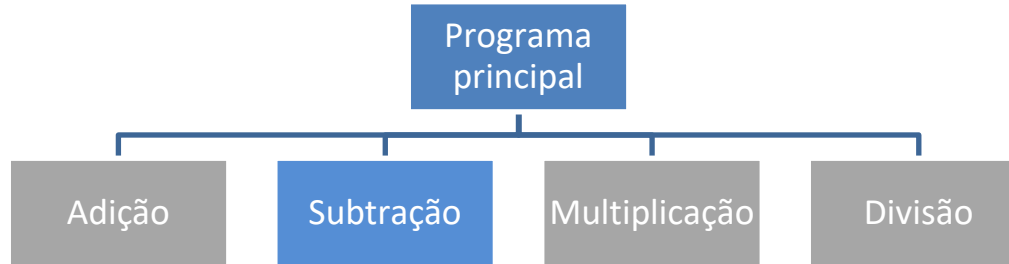 Programa
principal
Adição
Subtração
Multiplicação
Divisão